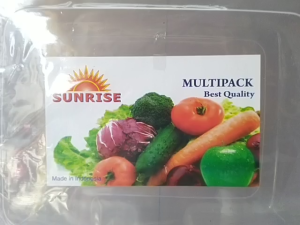 SUNRISE
MULTIPACK
Best Quality
Made in